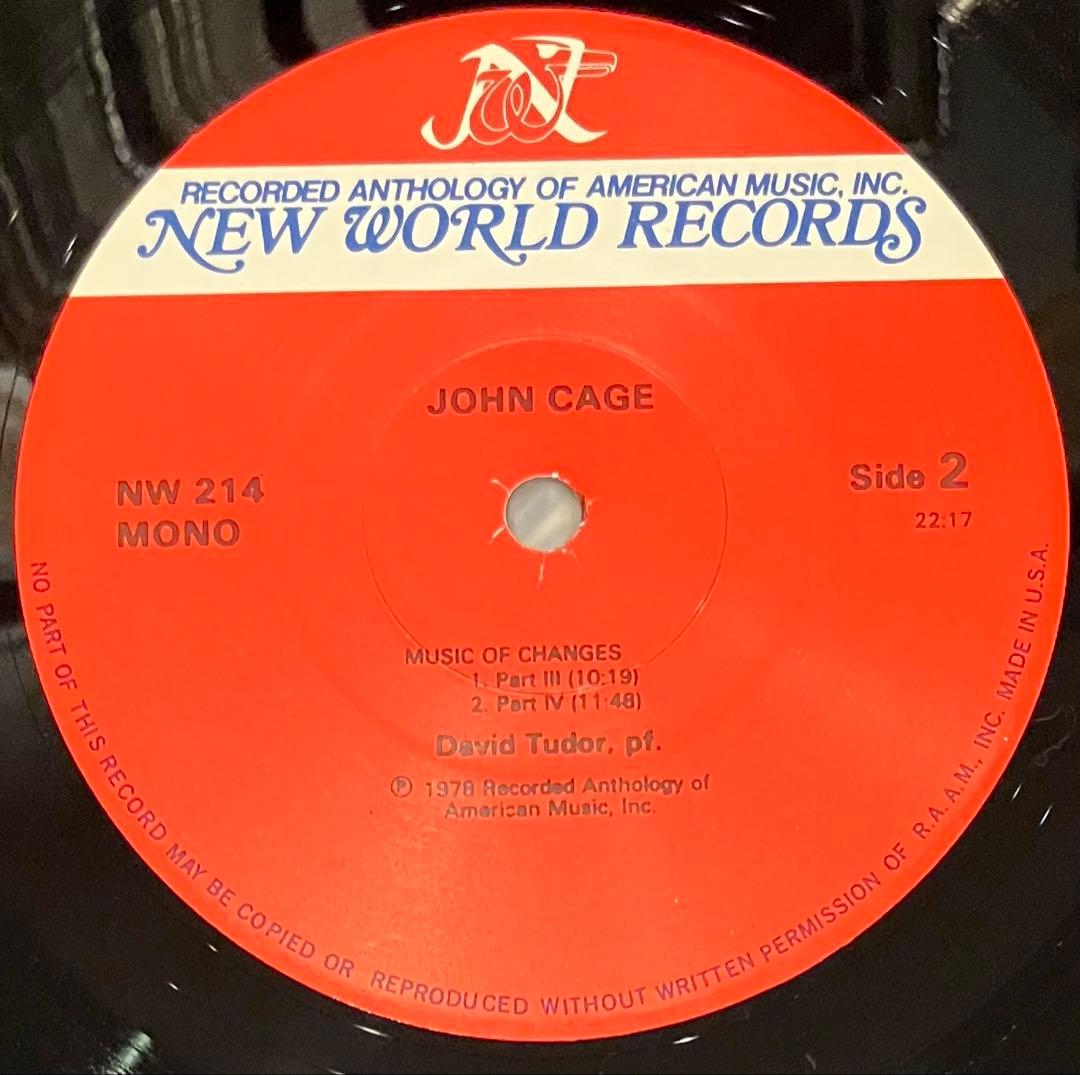 NW
RECORDED ANTHOLOGY OF AMERICAN MUSIC, INC.
NEW WORLD RECORDS
JOHN CAGE
NW 214
MONO
Side 2
22:17
MUSIC OF CHANGES
1. Part III (10:19)
2. Part IV (11:48)
David Tudor, pf.
℗ 1978 Recorded Anthology of
American Music, Inc.
NO PART OF THIS RECORD MAY BE COPIED OR REPRODUCED WITHOUT WRITTEN PERMISSION OF R.A.A.M., INC. MADE IN U.S.A.